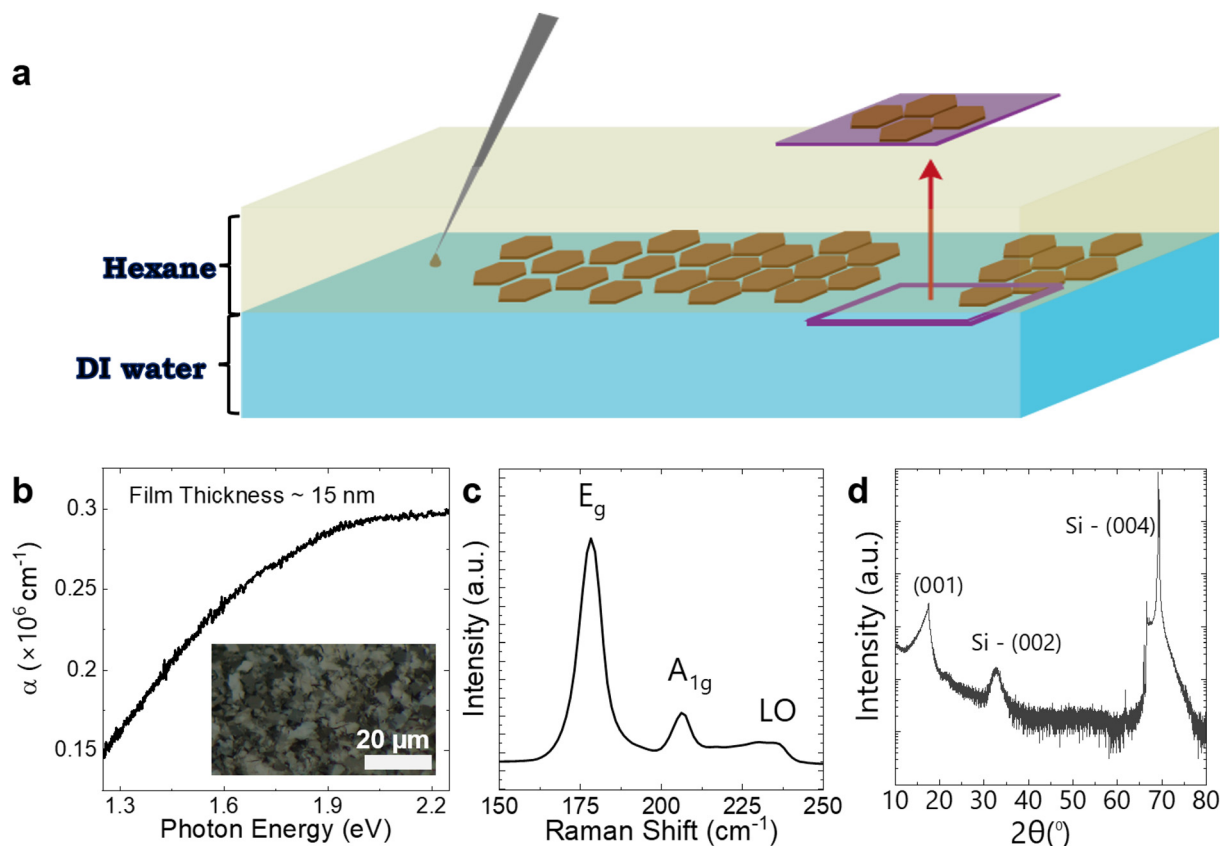 a
Hexane
DI water
b
Film Thickness ~ 15 nm
0.3
0.25
0.2
0.15
α (×10⁶ cm⁻¹)
20 µm
1.3
1.6
1.9
2.2
Photon Energy (eV)
c
E_g
A_1g
LO
Intensity (a.u.)
150
175
200
225
250
Raman Shift (cm⁻¹)
d
Si - (004)
(001)
Si - (002)
Intensity (a.u.)
10
20
30
40
50
60
70
80
2θ(⁰)